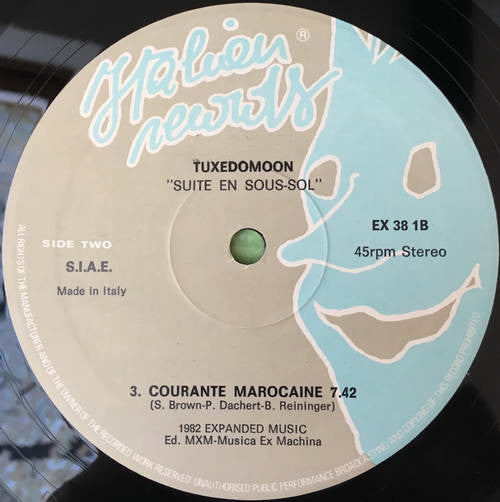 Italian ®
records
TUXEDOMOON
"SUITE EN SOUS-SOL"
EX 38 1B
45rpm Stereo
SIDE TWO
S.I.A.E.
Made in Italy
3. COURANTE MAROCAINE 7.42
(S. Brown-P. Dachert-B. Reininger)
1982 EXPANDED MUSIC
Ed. MXM-Musica Ex Machina
ALL RIGHTS OF THE MANUFACTURER AND OF THE OWNER OF THE RECORDED WORK RESERVED UNAUTHORISED PUBLIC PERFORMANCE BROADCASTING AND COPYING OF THIS RECORD PROHIBITED